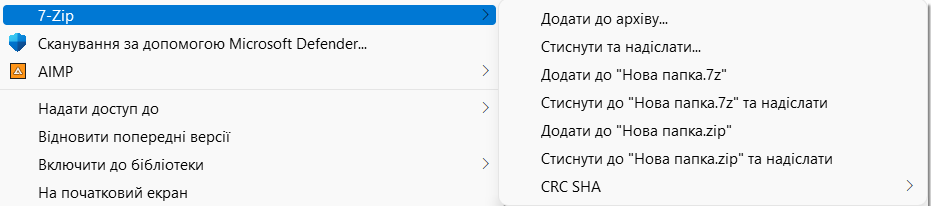 7-Zip
Сканування за допомогою Microsoft Defender...
AIMP
Надати доступ до
Відновити попередні версії
Включити до бібліотеки
На початковий екран
Додати до архіву...
Стиснути та надіслати...
Додати до "Нова папка.7z"
Стиснути до "Нова папка.7z" та надіслати
Додати до "Нова папка.zip"
Стиснути до "Нова папка.zip" та надіслати
CRC SHA